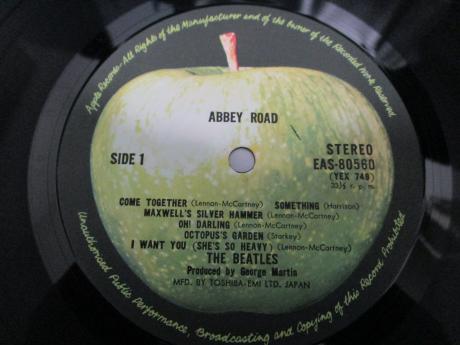 Apple Records-All Rights of the Manufacturer and of the Owner of the Recorded Work Reserved
ABBEY ROAD
SIDE 1
STEREO
EAS-80560
(YEX 749)
33⅓ r. p. m.
COME TOGETHER (Lennon-McCartney) SOMETHING (Harrison)
MAXWELL'S SILVER HAMMER (Lennon-McCartney)
OH! DARLING (Lennon-McCartney)
OCTOPUS'S GARDEN (Starkey)
I WANT YOU (SHE'S SO HEAVY) (Lennon-McCartney)
THE BEATLES
Produced by George Martin
MFD. BY TOSHIBA-EMI LTD. JAPAN
Unauthorized Public Performance, Broadcasting and Copying of this Record Prohibited